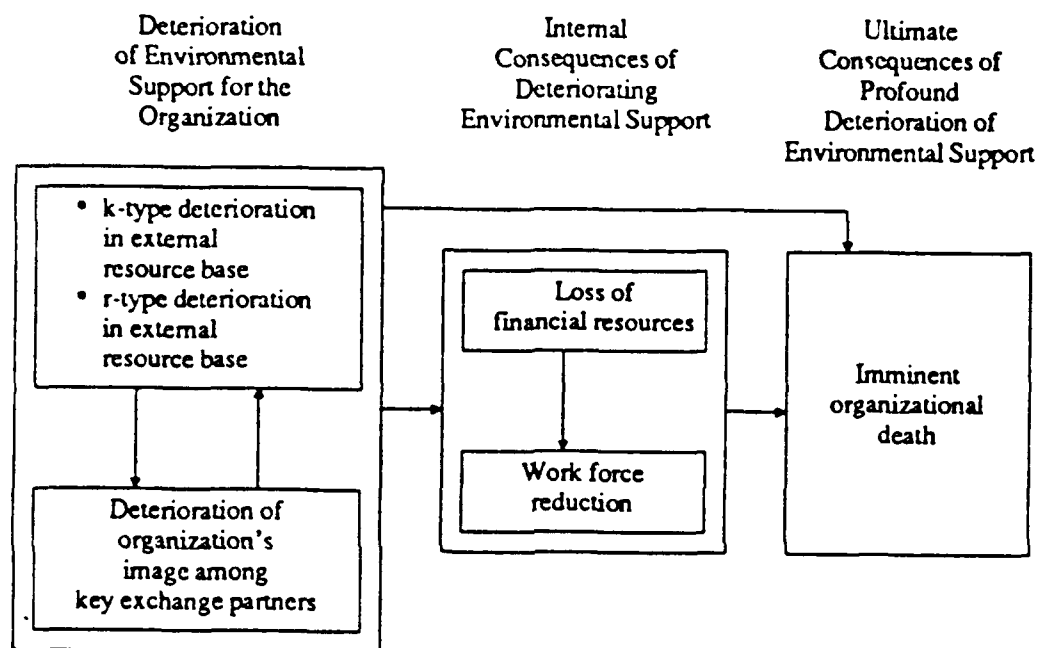 Deterioration
of Environmental
Support for the
Organization
Internal
Consequences of
Deteriorating
Environmental Support
Ultimate
Consequences of
Profound
Deterioration of
Environmental Support
• k-type deterioration
in external
resource base
• r-type deterioration
in external
resource base
Deterioration of
organization's
image among
key exchange partners
Loss of
financial resources
Work force
reduction
Imminent
organizational
death